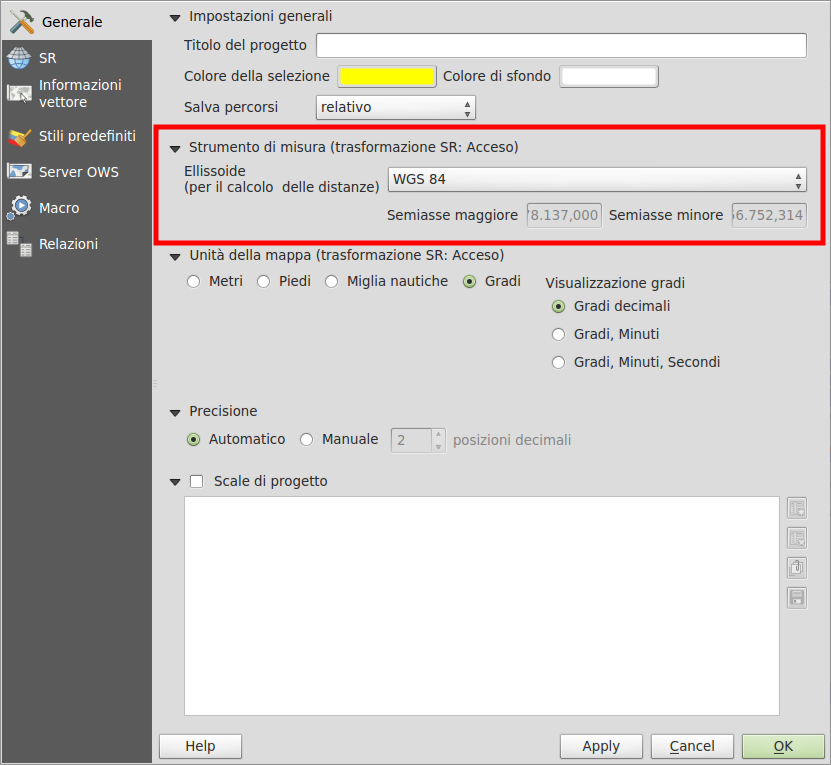 Generale
SR
Informazioni
vettore
Stili predefiniti
Server OWS
Macro
Relazioni
Impostazioni generali
Titolo del progetto
Colore della selezione Colore di sfondo
Salva percorsi relativo
Strumento di misura (trasformazione SR: Acceso)
Ellissoide
(per il calcolo delle distanze) WGS 84
Semiasse maggiore 8.137,000 Semiasse minore 6.752,314
Unità della mappa (trasformazione SR: Acceso)
Metri Piedi Miglia nautiche Gradi Visualizzazione gradi
Gradi decimali
Gradi, Minuti
Gradi, Minuti, Secondi
Precisione
Automatico Manuale 2 posizioni decimali
Scale di progetto
Help Apply Cancel OK